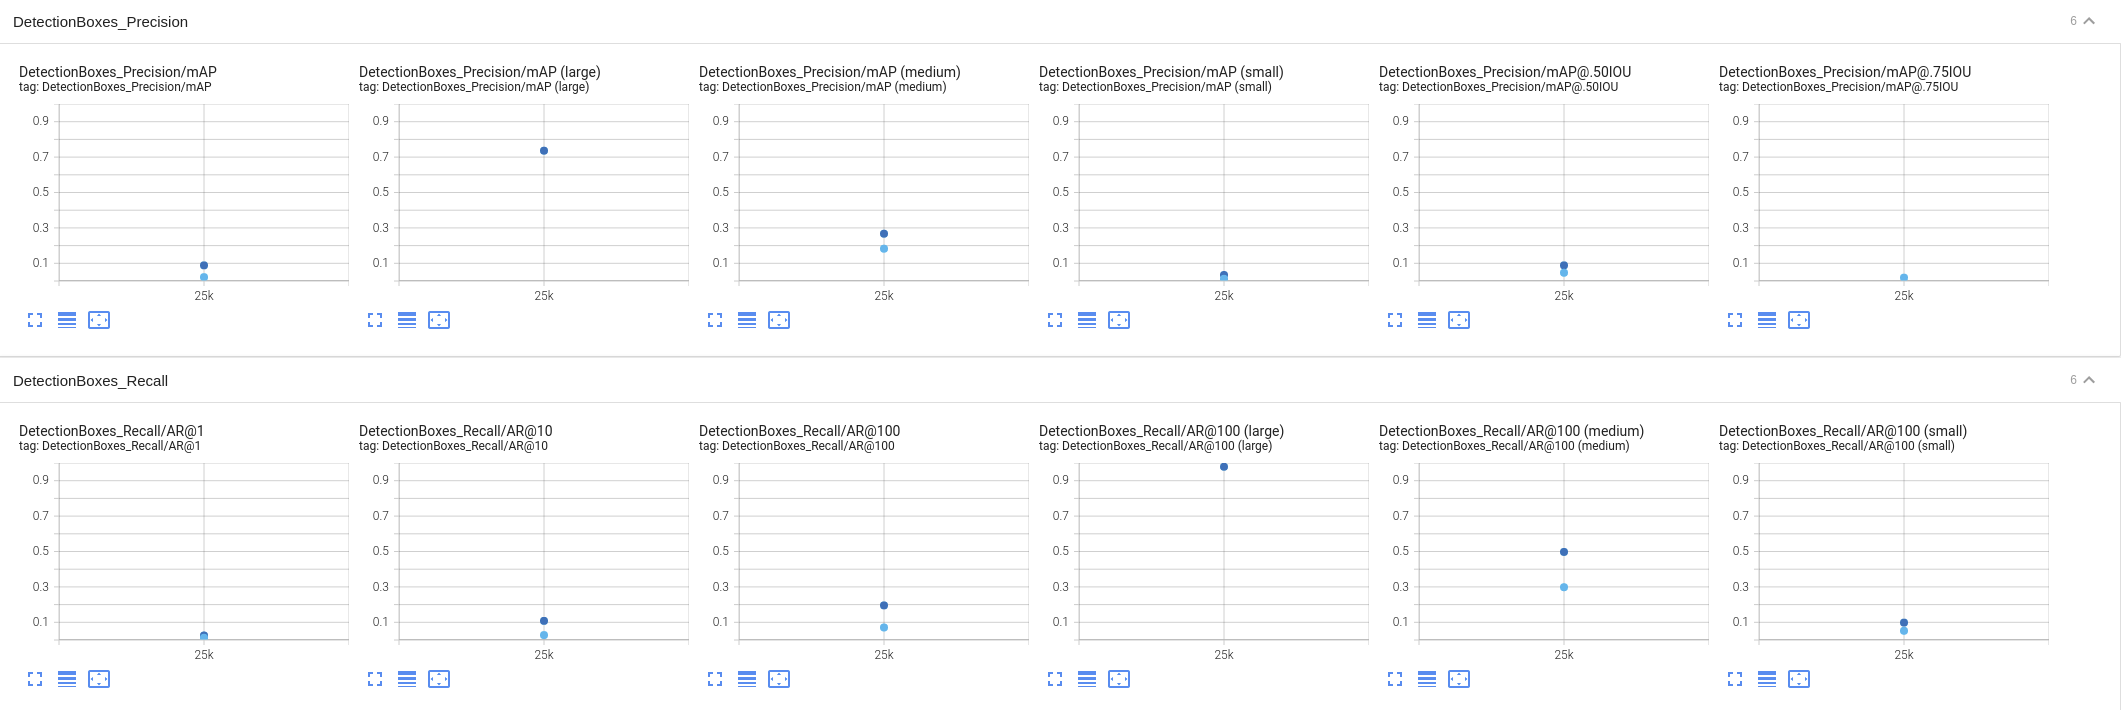 DetectionBoxes_Precision
6
DetectionBoxes_Precision/mAP
tag: DetectionBoxes_Precision/mAP
0.9
0.7
0.5
0.3
0.1
25k
DetectionBoxes_Precision/mAP (large)
tag: DetectionBoxes_Precision/mAP (large)
0.9
0.7
0.5
0.3
0.1
25k
DetectionBoxes_Precision/mAP (medium)
tag: DetectionBoxes_Precision/mAP (medium)
0.9
0.7
0.5
0.3
0.1
25k
DetectionBoxes_Precision/mAP (small)
tag: DetectionBoxes_Precision/mAP (small)
0.9
0.7
0.5
0.3
0.1
25k
DetectionBoxes_Precision/mAP@.50IOU
tag: DetectionBoxes_Precision/mAP@.50IOU
0.9
0.7
0.5
0.3
0.1
25k
DetectionBoxes_Precision/mAP@.75IOU
tag: DetectionBoxes_Precision/mAP@.75IOU
0.9
0.7
0.5
0.3
0.1
25k
DetectionBoxes_Recall
6
DetectionBoxes_Recall/AR@1
tag: DetectionBoxes_Recall/AR@1
0.9
0.7
0.5
0.3
0.1
25k
DetectionBoxes_Recall/AR@10
tag: DetectionBoxes_Recall/AR@10
0.9
0.7
0.5
0.3
0.1
25k
DetectionBoxes_Recall/AR@100
tag: DetectionBoxes_Recall/AR@100
0.9
0.7
0.5
0.3
0.1
25k
DetectionBoxes_Recall/AR@100 (large)
tag: DetectionBoxes_Recall/AR@100 (large)
0.9
0.7
0.5
0.3
0.1
25k
DetectionBoxes_Recall/AR@100 (medium)
tag: DetectionBoxes_Recall/AR@100 (medium)
0.9
0.7
0.5
0.3
0.1
25k
DetectionBoxes_Recall/AR@100 (small)
tag: DetectionBoxes_Recall/AR@100 (small)
0.9
0.7
0.5
0.3
0.1
25k